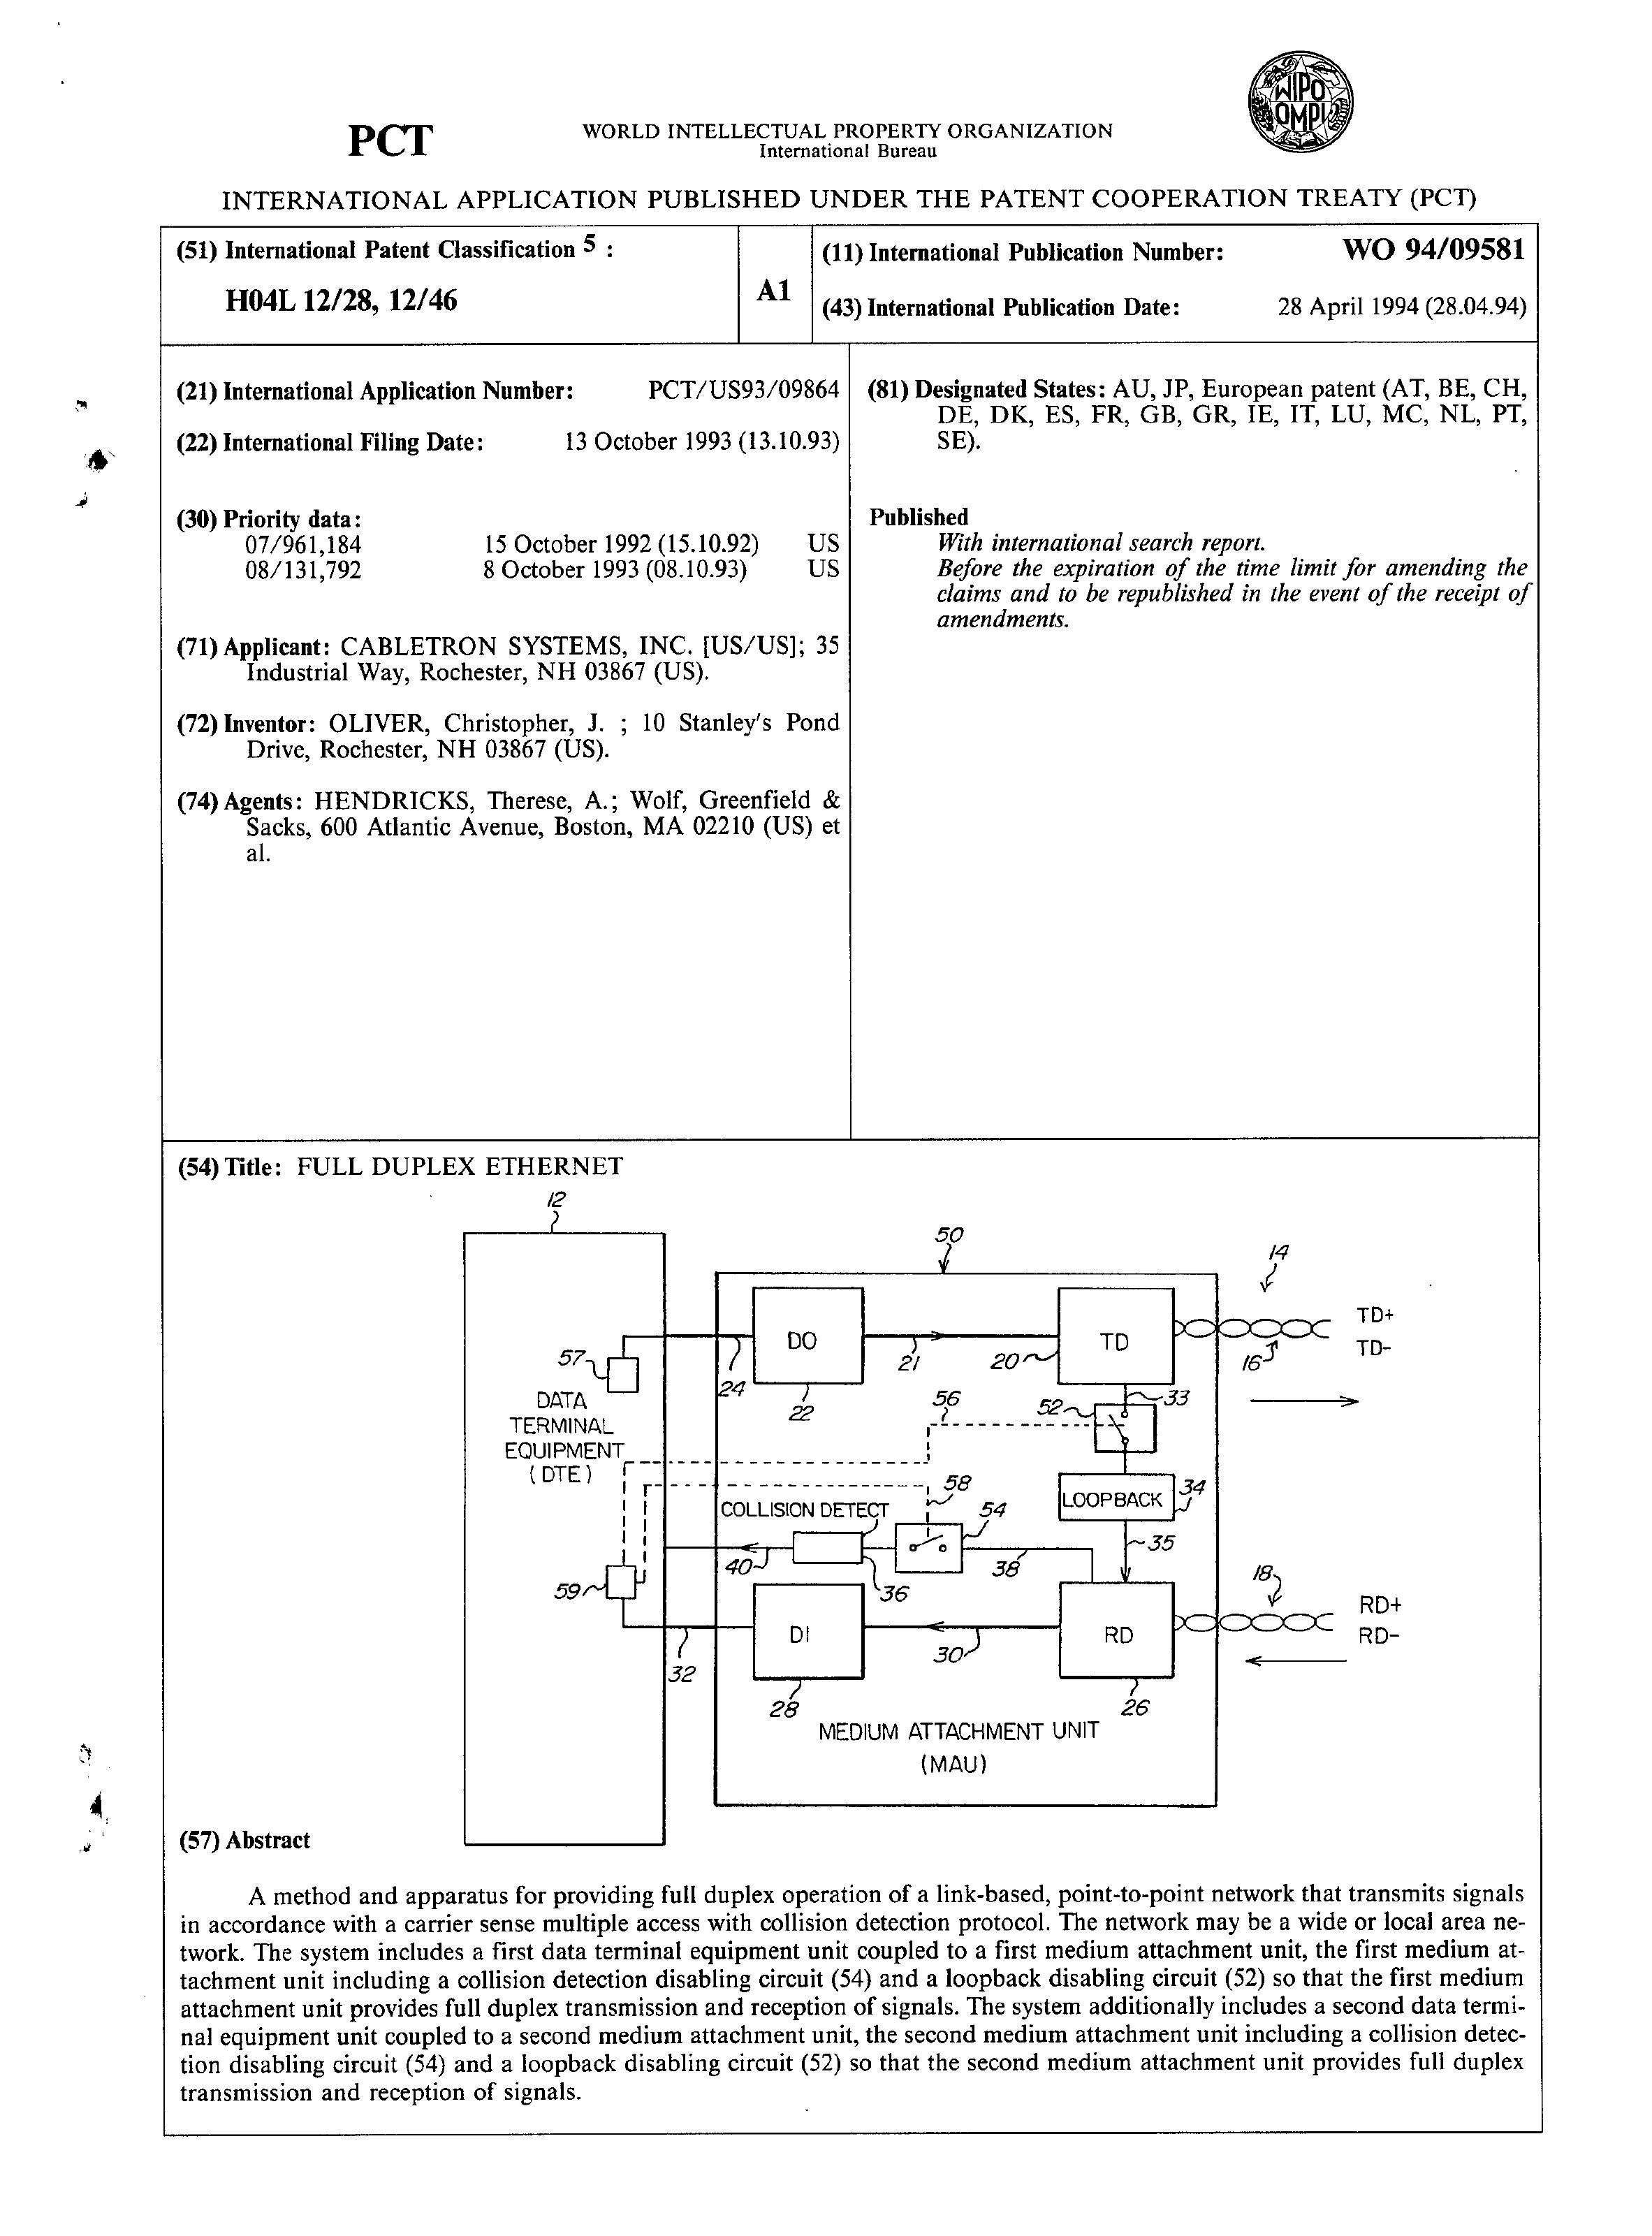 WIPO
OMPI
PCT
WORLD INTELLECTUAL PROPERTY ORGANIZATION
International Bureau
INTERNATIONAL APPLICATION PUBLISHED UNDER THE PATENT COOPERATION TREATY (PCT)
(51) International Patent Classification 5 :
H04L 12/28, 12/46
A1
(11) International Publication Number: WO 94/09581
(43) International Publication Date: 28 April 1994 (28.04.94)
(21) International Application Number: PCT/US93/09864
(22) International Filing Date: 13 October 1993 (13.10.93)
(30) Priority data:
07/961,184 15 October 1992 (15.10.92) US
08/131,792 8 October 1993 (08.10.93) US
(71) Applicant: CABLETRON SYSTEMS, INC. [US/US]; 35
Industrial Way, Rochester, NH 03867 (US).
(72) Inventor: OLIVER, Christopher, J. ; 10 Stanley's Pond
Drive, Rochester, NH 03867 (US).
(74) Agents: HENDRICKS, Therese, A.; Wolf, Greenfield &
Sacks, 600 Atlantic Avenue, Boston, MA 02210 (US) et
al.
(81) Designated States: AU, JP, European patent (AT, BE, CH,
DE, DK, ES, FR, GB, GR, IE, IT, LU, MC, NL, PT,
SE).
Published
With international search report.
Before the expiration of the time limit for amending the
claims and to be republished in the event of the receipt of
amendments.
(54) Title: FULL DUPLEX ETHERNET
12
50
14
TD+
DO
TD
57
21
20
16
TD-
24
22
DATA
TERMINAL
EQUIPMENT
(DTE)
56
52
33
58
LOOPBACK
34
COLLISION DETECT
54
35
40
36
38
18
59
RD+
DI
RD
RD-
30
32
28
26
MEDIUM ATTACHMENT UNIT
(MAU)
(57) Abstract
A method and apparatus for providing full duplex operation of a link-based, point-to-point network that transmits signals
in accordance with a carrier sense multiple access with collision detection protocol. The network may be a wide or local area ne-
twork. The system includes a first data terminal equipment unit coupled to a first medium attachment unit, the first medium at-
tachment unit including a collision detection disabling circuit (54) and a loopback disabling circuit (52) so that the first medium
attachment unit provides full duplex transmission and reception of signals. The system additionally includes a second data termi-
nal equipment unit coupled to a second medium attachment unit, the second medium attachment unit including a collision detec-
tion disabling circuit (54) and a loopback disabling circuit (52) so that the second medium attachment unit provides full duplex
transmission and reception of signals.